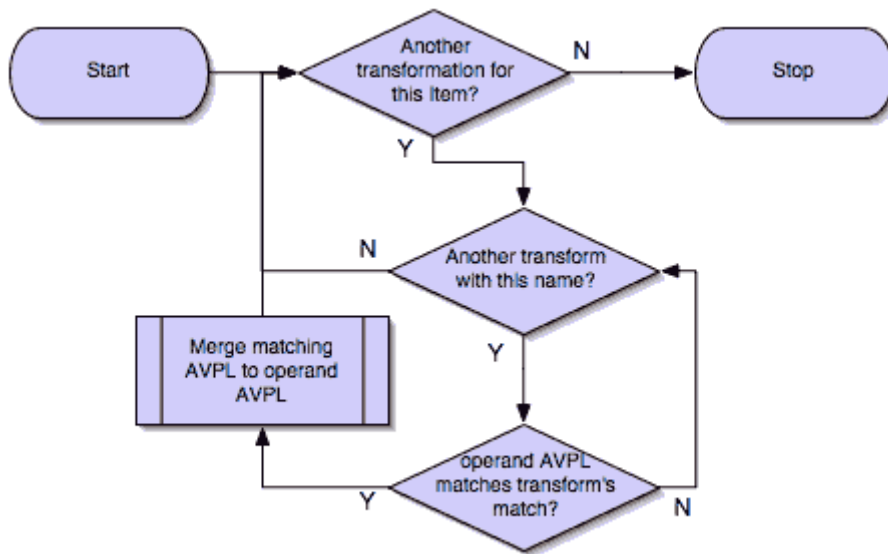 Start
Another
transformation for
this Item?
N
Stop
Y
Another transform
with this name?
N
Y
Merge matching
AVPL to operand
AVPL
operand AVPL
matches transform's
match?
Y
N